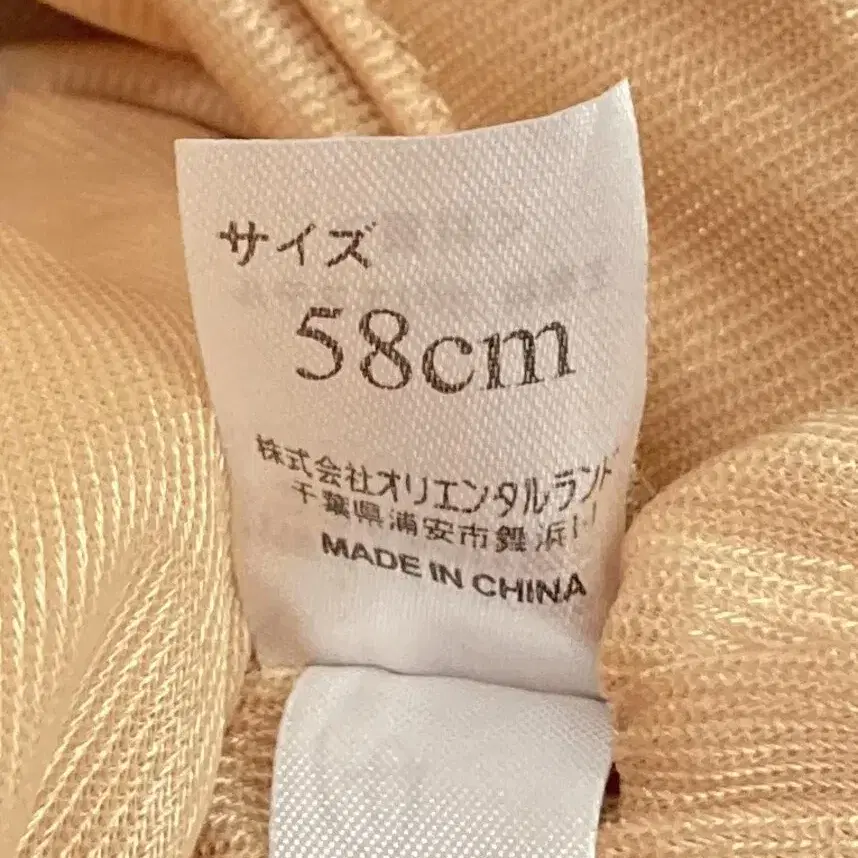 サイズ
58cm
株式会社オリエンタルランド
千葉県浦安市舞浜1-1
MADE IN CHINA